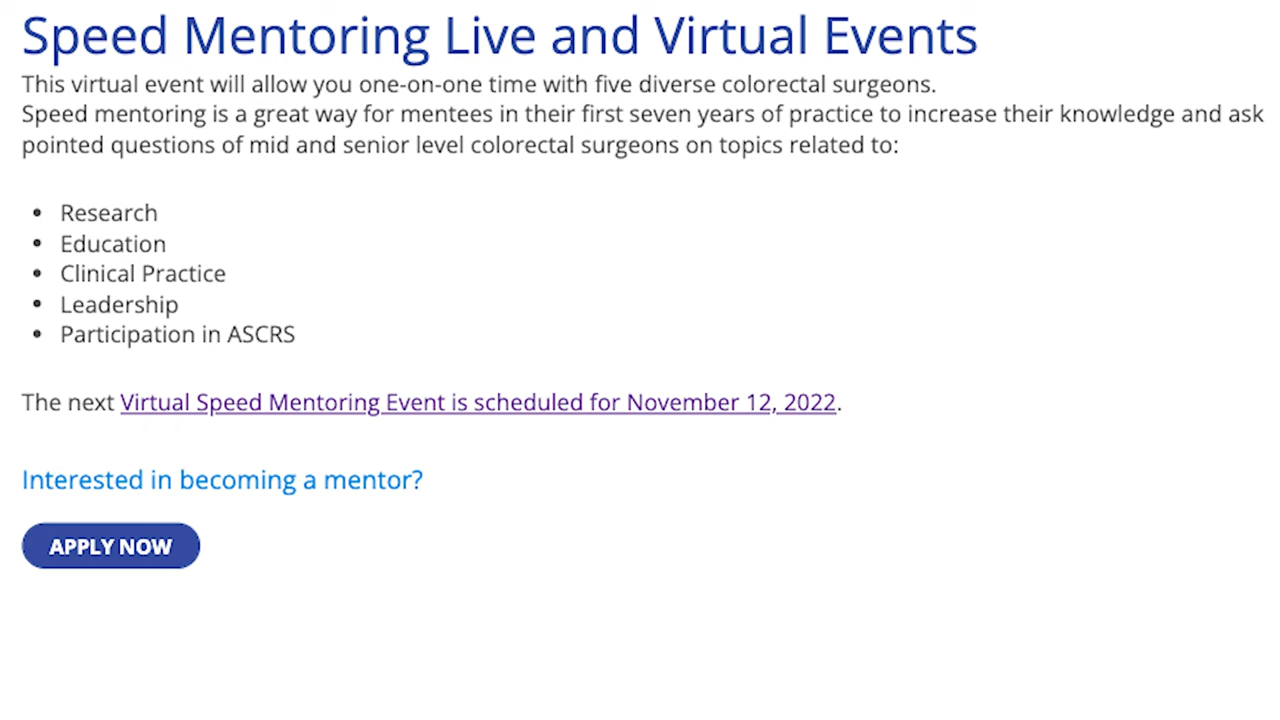 Speed Mentoring Live and Virtual Events
This virtual event will allow you one-on-one time with five diverse colorectal surgeons.
Speed mentoring is a great way for mentees in their first seven years of practice to increase their knowledge and ask
pointed questions of mid and senior level colorectal surgeons on topics related to:
• Research
• Education
• Clinical Practice
• Leadership
• Participation in ASCRS
The next Virtual Speed Mentoring Event is scheduled for November 12, 2022.
Interested in becoming a mentor?
APPLY NOW